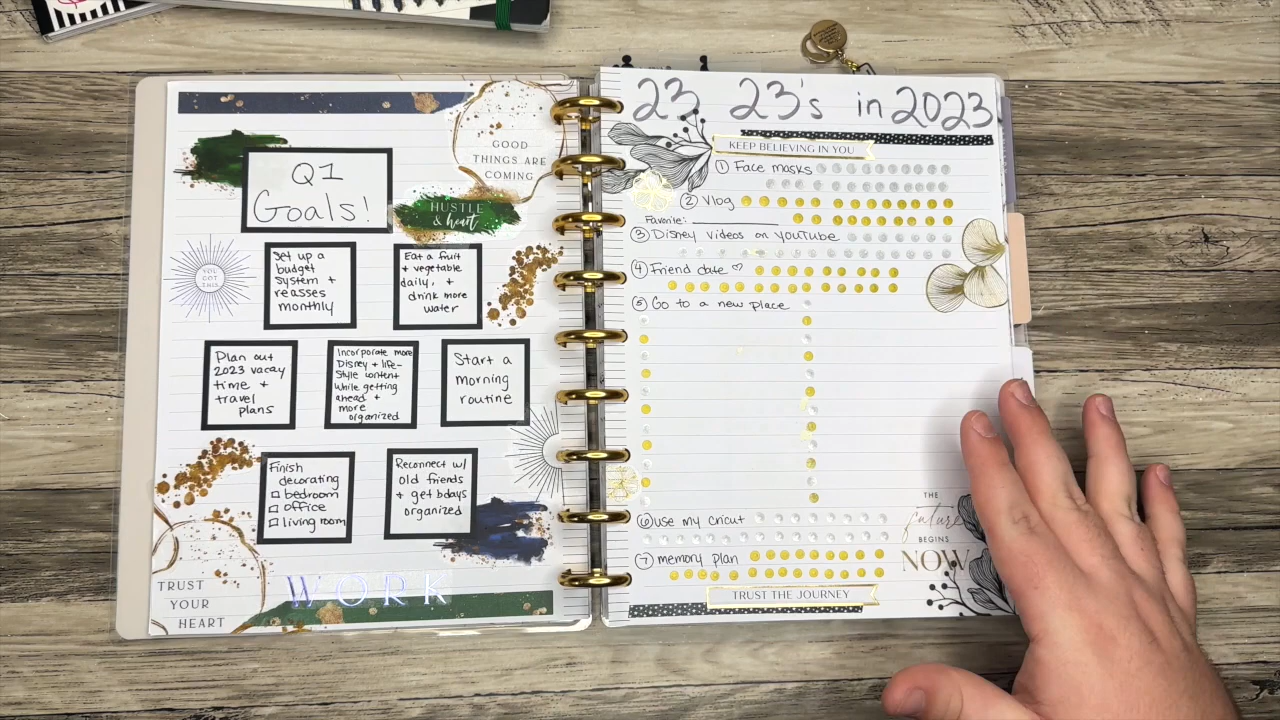 GOOD
THINGS ARE
COMING
Q1
Goals!
HUSTLE
& heart
YOU
GOT
THIS
Set up a
budget
system +
reasses
monthly
Eat a fruit
+ vegetable
daily, +
drink more
water
Plan out
2023 vacay
time +
travel
plans
Incorporate more
Disney + life-
style content
while getting
ahead +
more
organized
Start a
morning
routine
Finish
decorating
bedroom
office
living room
Reconnect w/
old friends
+ get bdays
organized
TRUST
YOUR
HEART
WORK
23 23's in 2023
KEEP BELIEVING IN YOU
① Face masks
② Vlog
Favorite: ________
③ Disney videos on YouTube
④ Friend date ♡
⑤ Go to a new place
⑥ Use my Cricut
⑦ memory plan
THE
future
BEGINS
NOW
TRUST THE JOURNEY